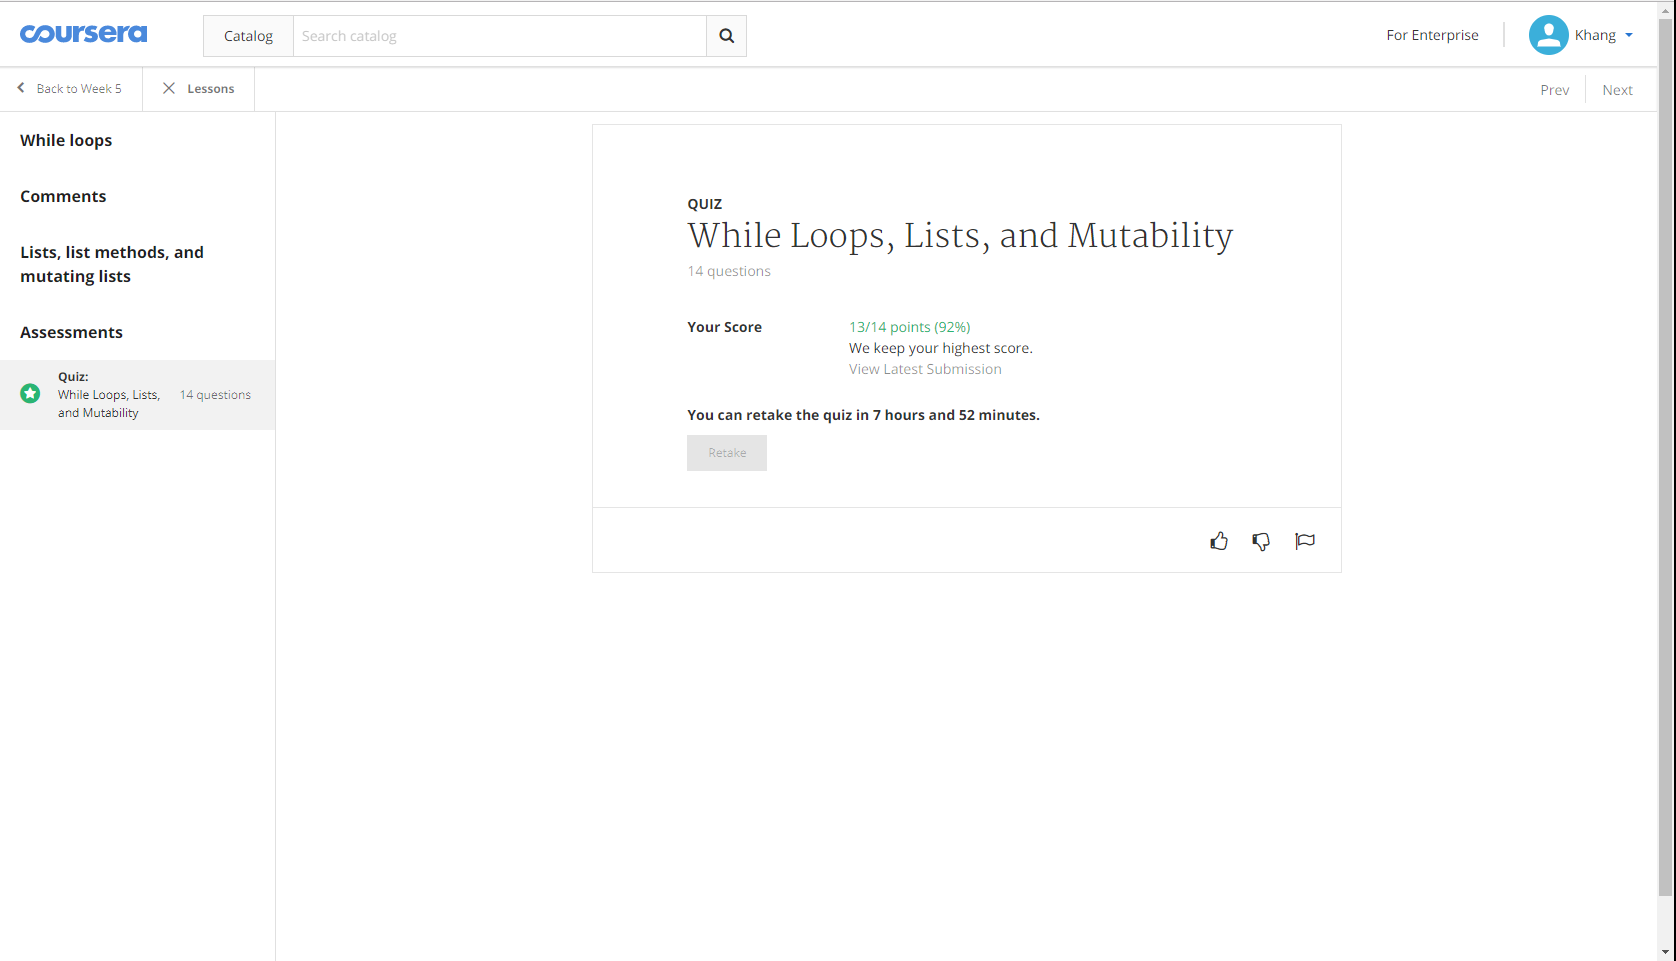 coursera
Catalog
Search catalog
For Enterprise
Khang
Back to Week 5
Lessons
Prev
Next
While loops
Comments
Lists, list methods, and
mutating lists
Assessments
Quiz:
While Loops, Lists,
and Mutability
14 questions
QUIZ
While Loops, Lists, and Mutability
14 questions
Your Score
13/14 points (92%)
We keep your highest score.
View Latest Submission
You can retake the quiz in 7 hours and 52 minutes.
Retake